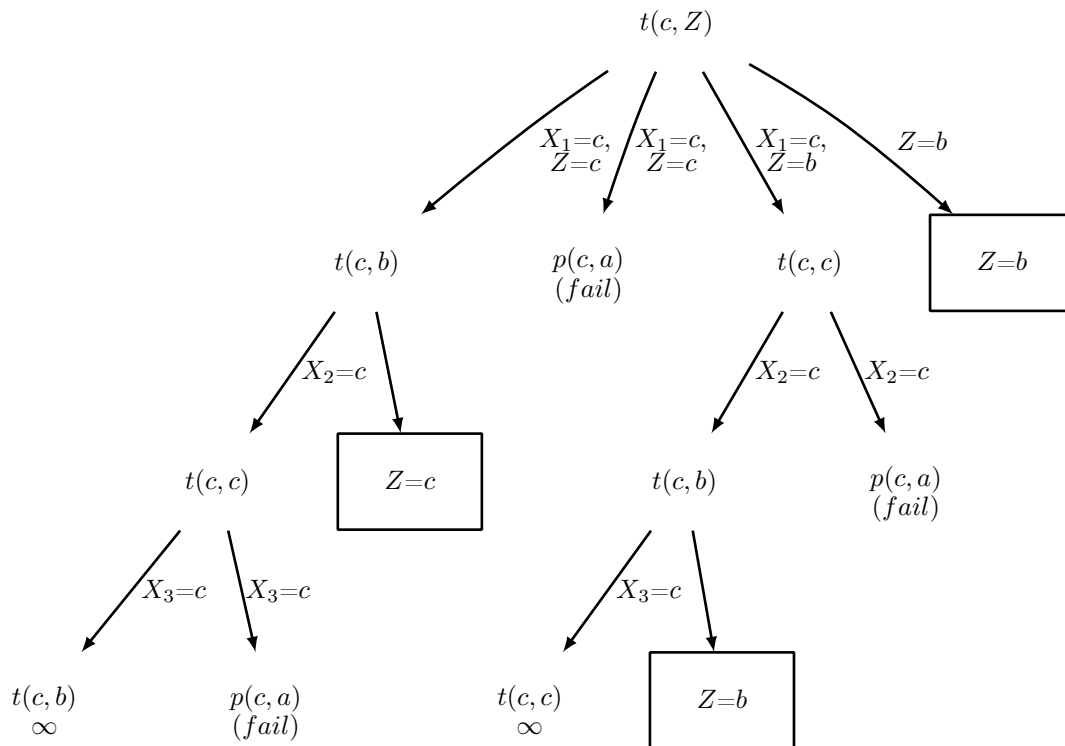 t(c, Z)
X₁=c,
Z=c
X₁=c,
Z=c
X₁=c,
Z=b
Z=b
t(c, b)
p(c, a)
(fail)
t(c, c)
Z=b
X₂=c
X₂=c
X₂=c
t(c, c)
Z=c
t(c, b)
p(c, a)
(fail)
X₃=c
X₃=c
X₃=c
t(c, b)
∞
p(c, a)
(fail)
t(c, c)
∞
Z=b